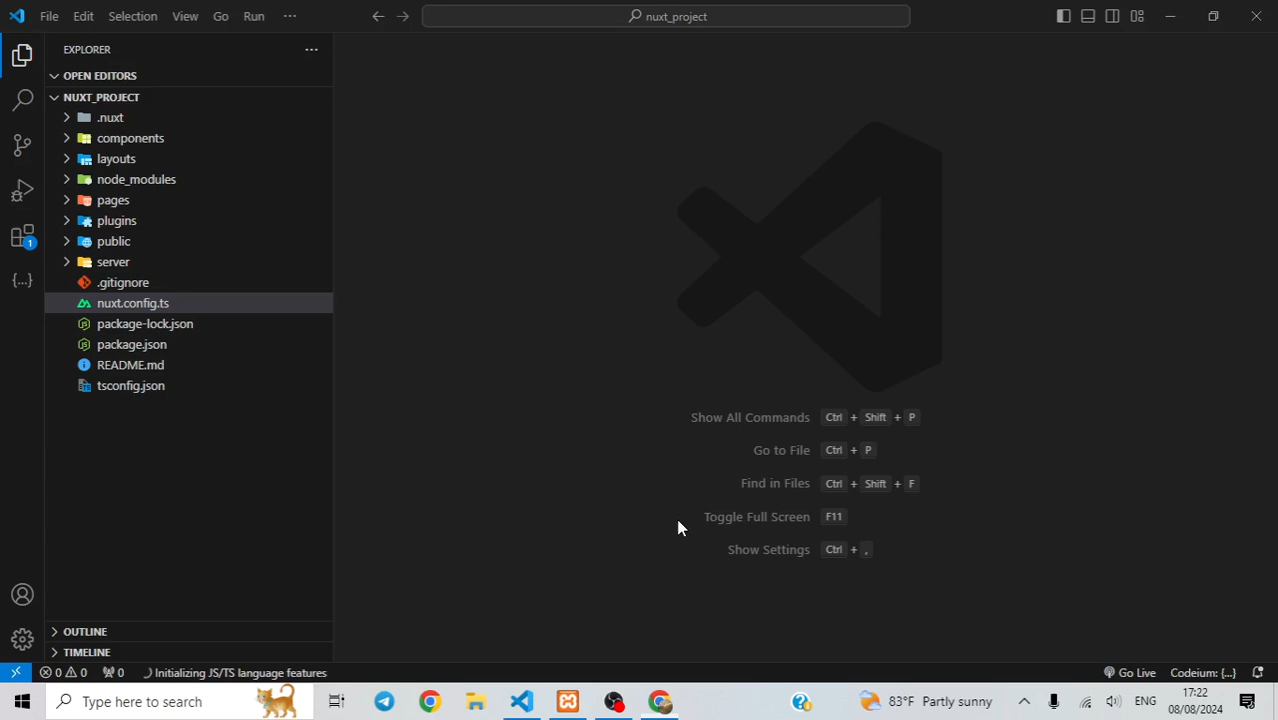 File Edit Selection View Go Run ···
nuxt_project
EXPLORER
OPEN EDITORS
NUXT_PROJECT
.nuxt
components
layouts
node_modules
pages
plugins
public
server
.gitignore
nuxt.config.ts
package-lock.json
package.json
README.md
tsconfig.json
Show All Commands Ctrl + Shift + P
Go to File Ctrl + P
Find in Files Ctrl + Shift + F
Toggle Full Screen F11
Show Settings Ctrl + ,
1
{...}
OUTLINE
TIMELINE
0 0 0 Initializing JS/TS language features
Go Live Codeium: {...}
Type here to search
83°F Partly sunny
ENG
17:22
08/08/2024